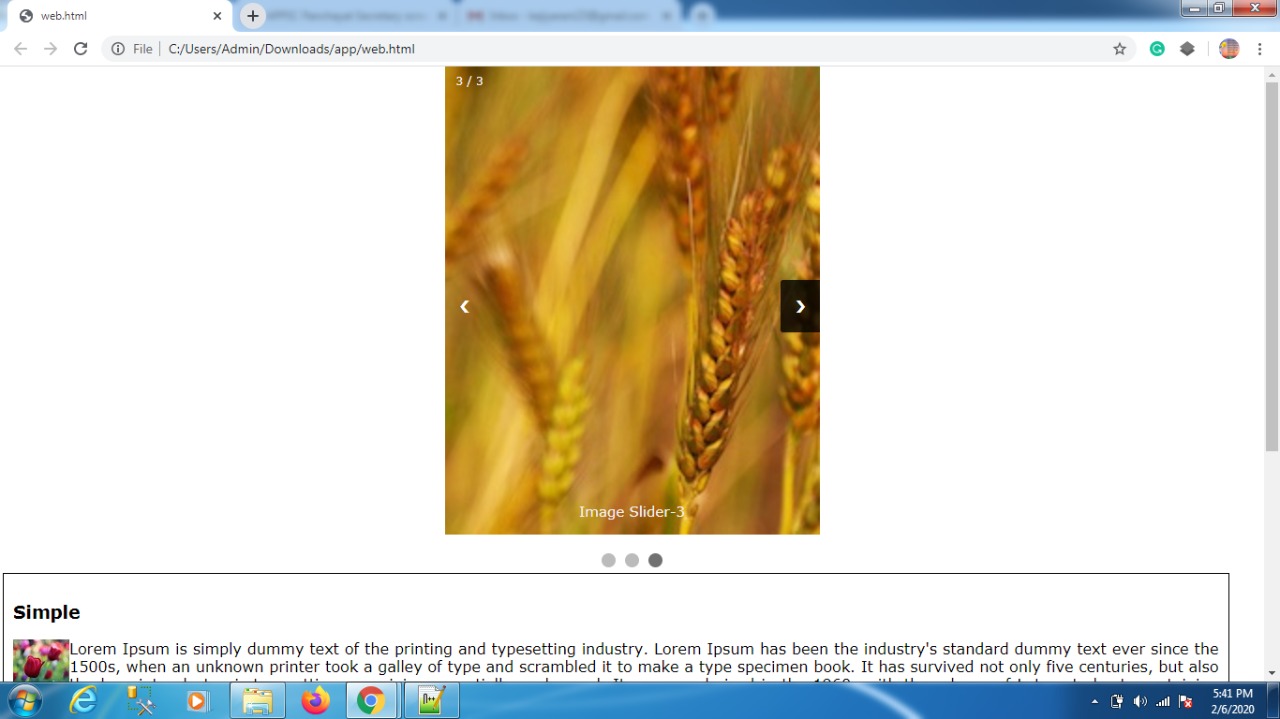 web.html
File
C:/Users/Admin/Downloads/app/web.html
3 / 3
Image Slider-3
Simple
Lorem Ipsum is simply dummy text of the printing and typesetting industry. Lorem Ipsum has been the industry's standard dummy text ever since the
1500s, when an unknown printer took a galley of type and scrambled it to make a type specimen book. It has survived not only five centuries, but also
5:41 PM
2/6/2020